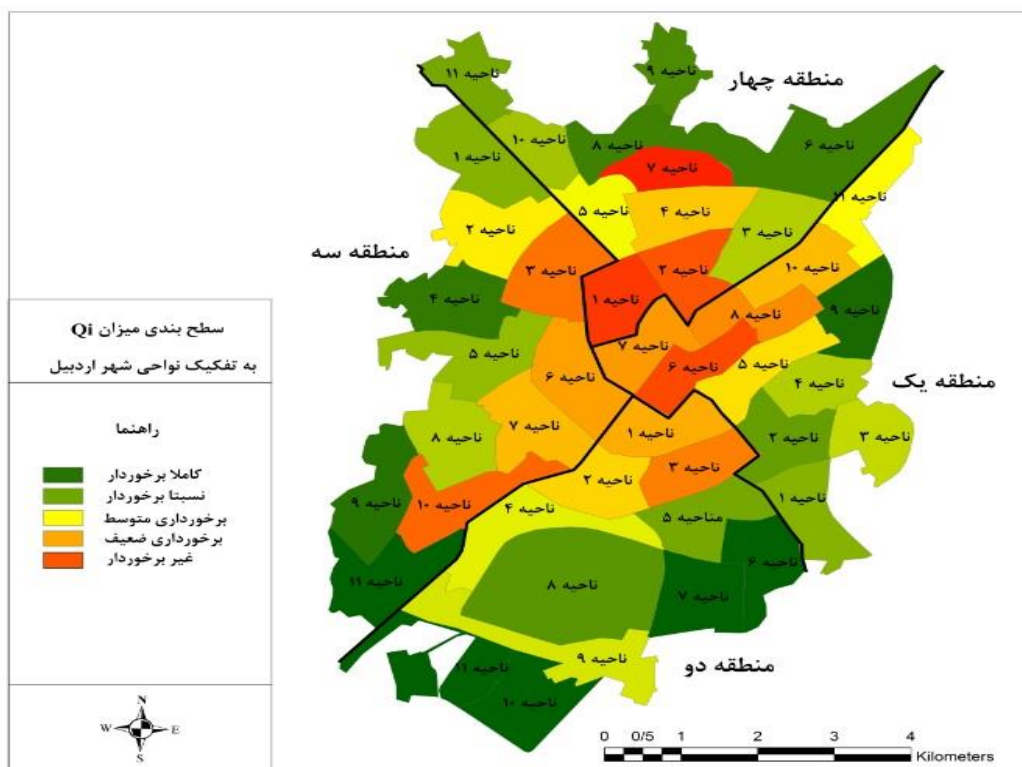 ناحیه ۱۱
ناحیه ۹
منطقه چهار
ناحیه ۱۰
ناحیه ۸
ناحیه ۶
ناحیه ۱
ناحیه ۷
ناحیه ۱۱
ناحیه ۵
ناحیه ۴
ناحیه ۲
ناحیه ۳
منطقه سه
ناحیه ۳
ناحیه ۲
ناحیه ۱۰
ناحیه ۴
ناحیه ۱
ناحیه ۸
ناحیه ۹
ناحیه ۵
ناحیه ۷
ناحیه ۶
ناحیه ۶
ناحیه ۵
ناحیه ۴
منطقه یک
ناحیه ۸
ناحیه ۷
ناحیه ۱
ناحیه ۲
ناحیه ۳
ناحیه ۳
ناحیه ۲
ناحیه ۹
ناحیه ۱۰
ناحیه ۴
مناحیه ۵
ناحیه ۱
ناحیه ۱۱
ناحیه ۸
ناحیه ۷
ناحیه ۶
ناحیه ۱۱
ناحیه ۹
منطقه دو
ناحیه ۱۰
سطح بندی میزان Qi
به تفکیک نواحی شهر اردبیل
راهنما
کاملا برخوردار
نسبتا برخوردار
برخورداری متوسط
برخورداری ضعیف
غیر برخوردار
N
W E
S
0 0/5 1 2 3 4
Kilometers